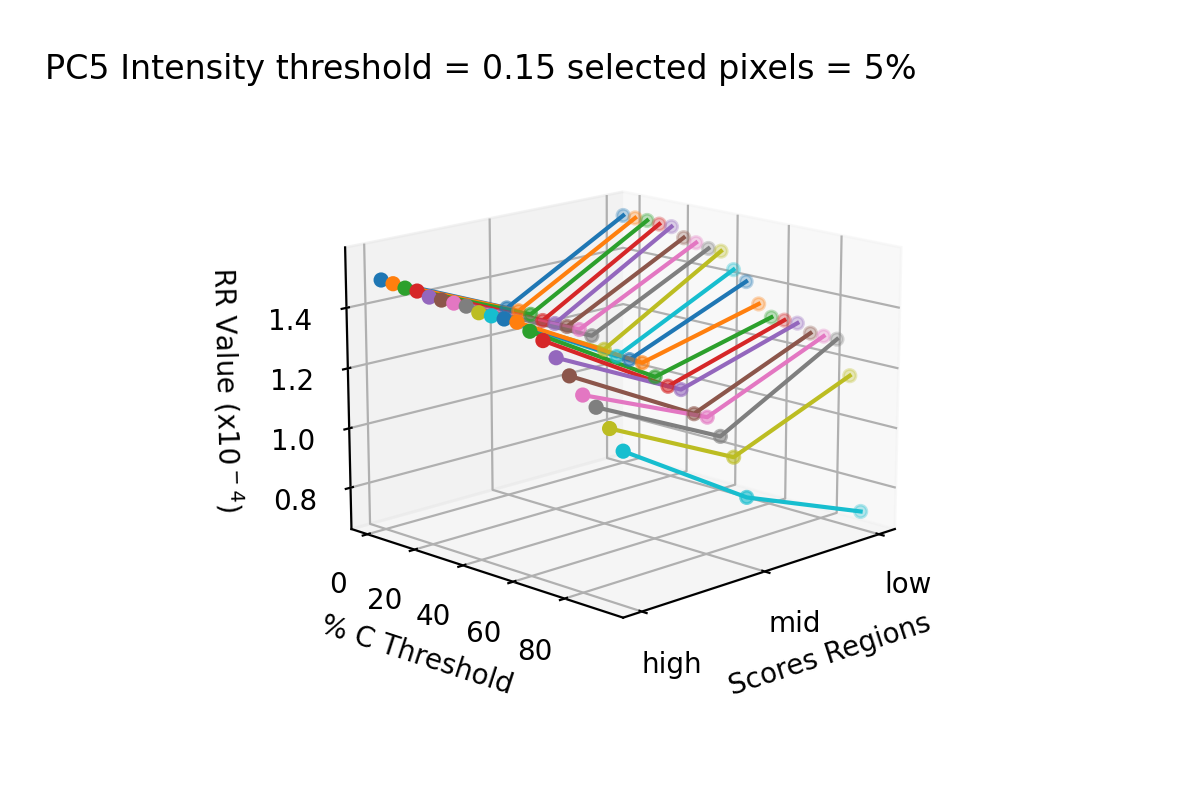 PC5 Intensity threshold = 0.15 selected pixels = 5%
RR Value (x10⁻⁴)
1.4
1.2
1.0
0.8
0
20
40
60
80
% C Threshold
high
mid
low
Scores Regions